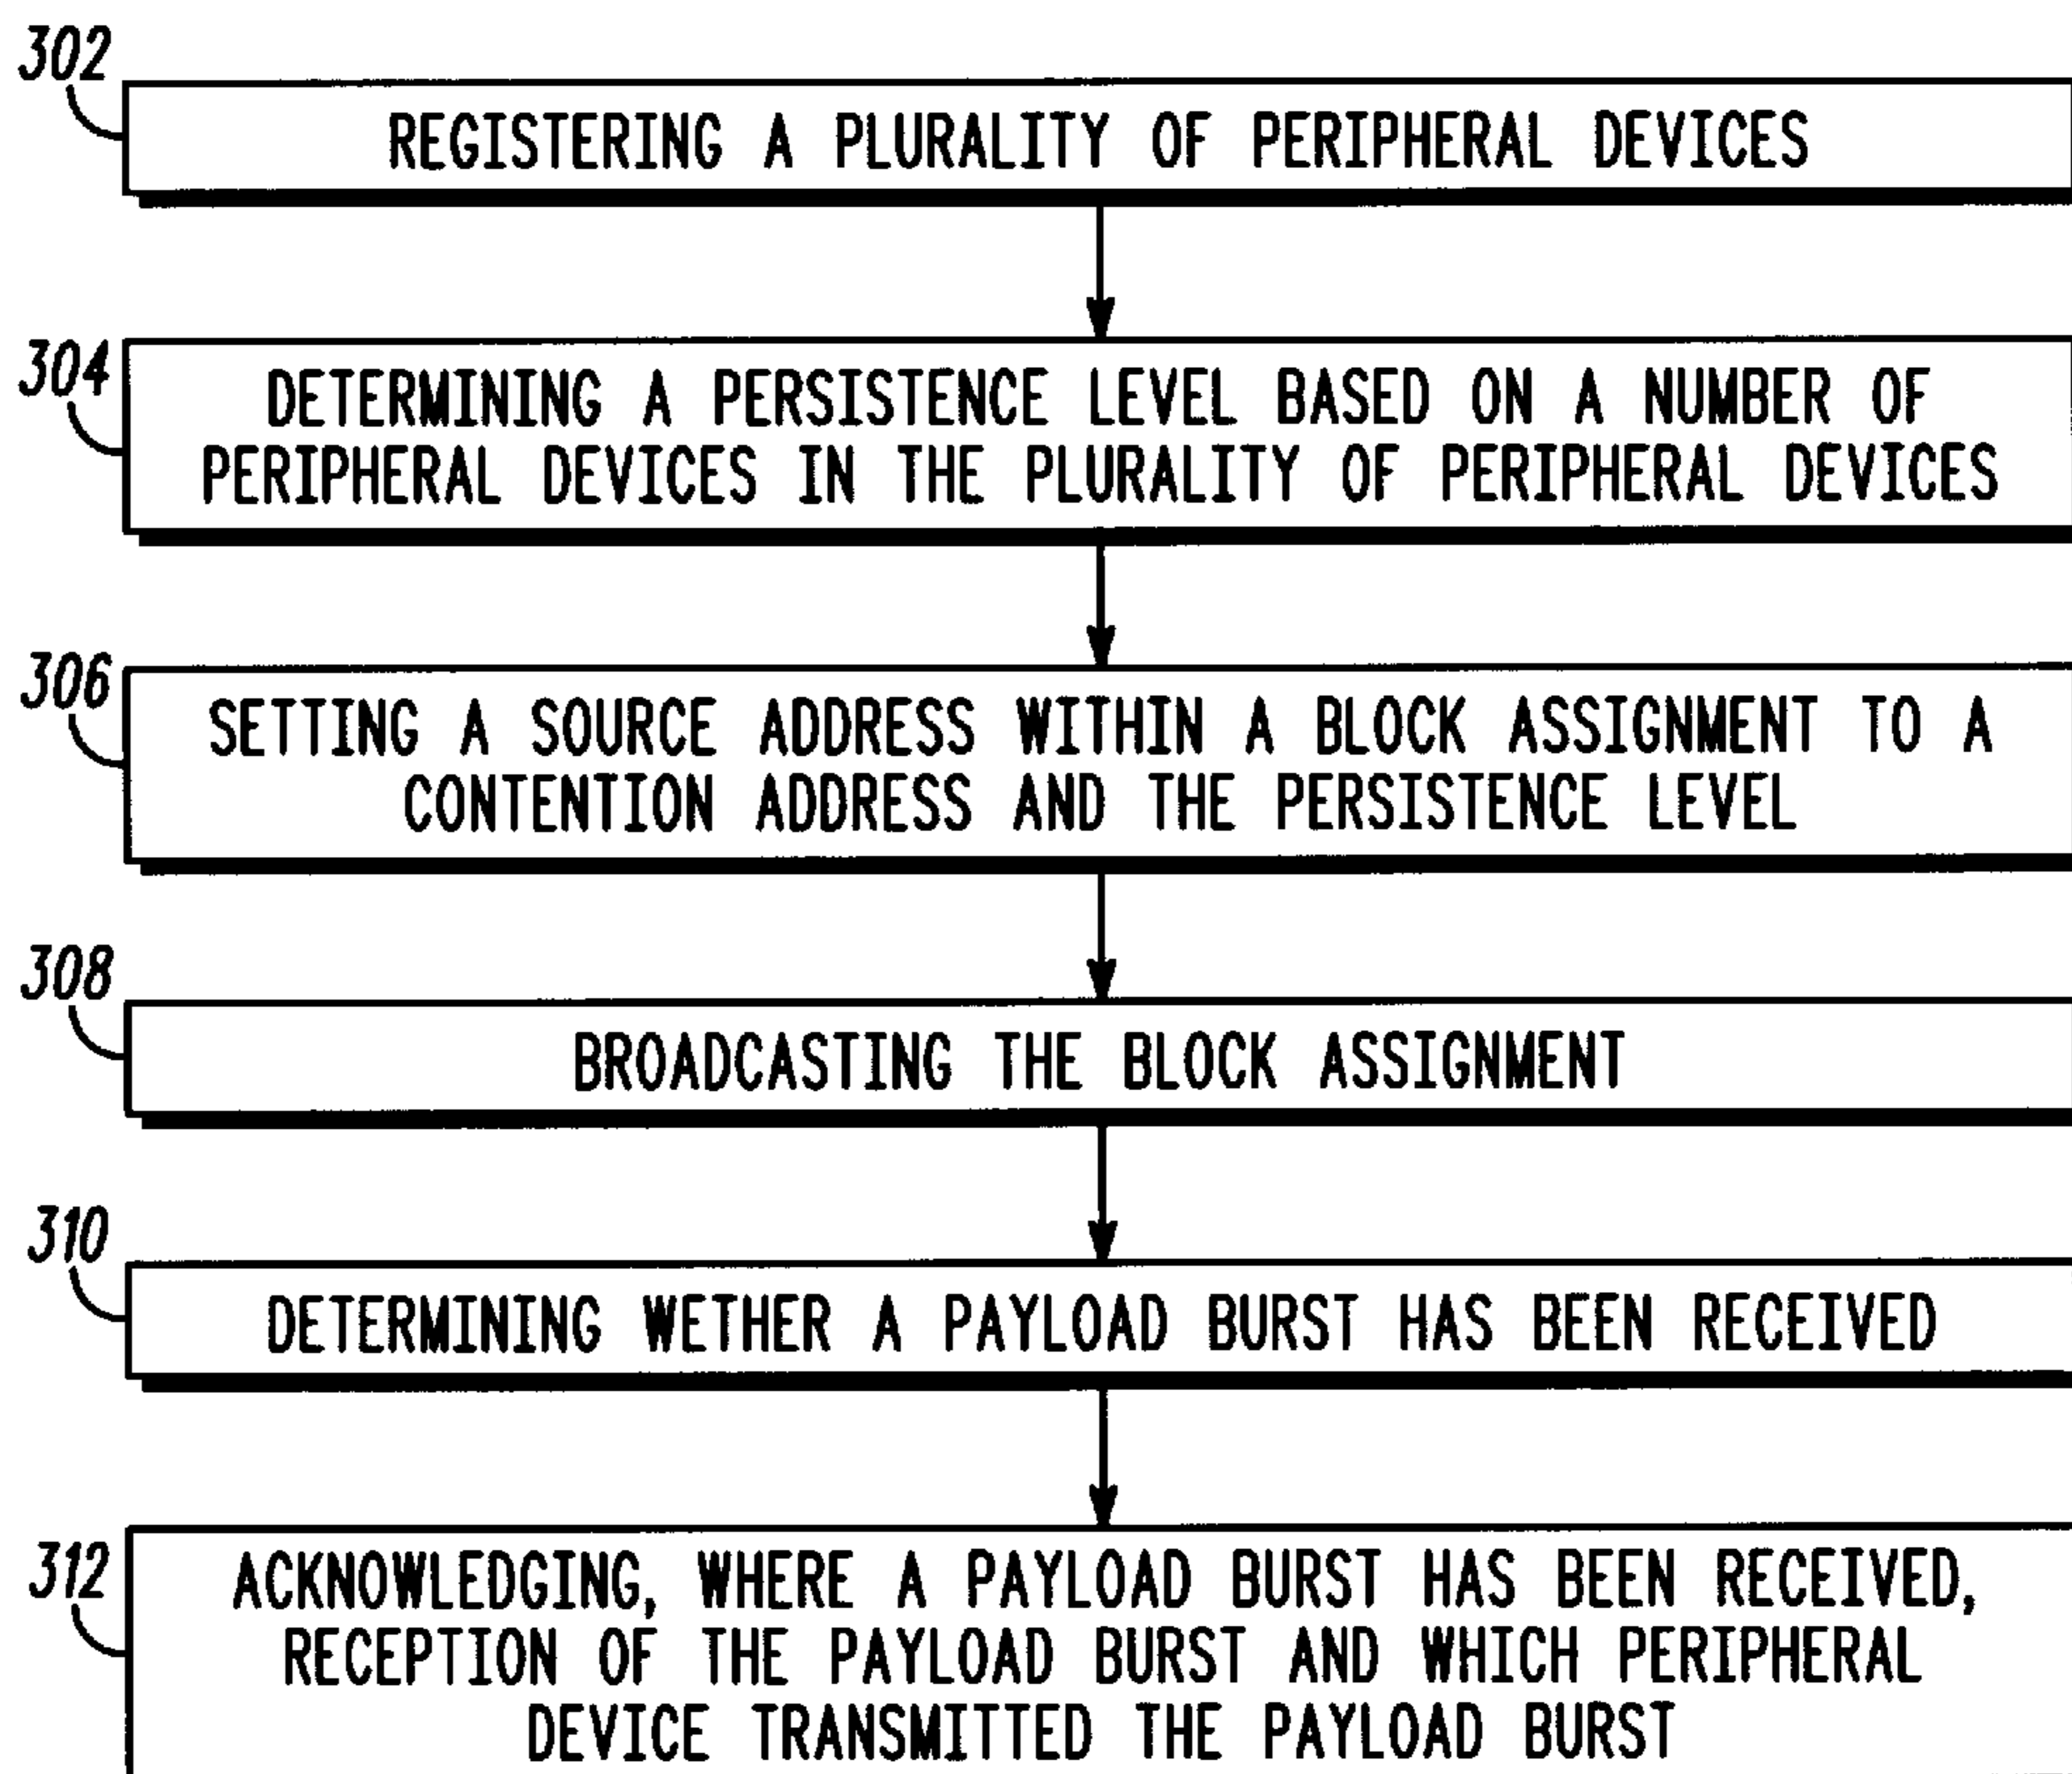 302
REGISTERING A PLURALITY OF PERIPHERAL DEVICES
304
DETERMINING A PERSISTENCE LEVEL BASED ON A NUMBER OF
PERIPHERAL DEVICES IN THE PLURALITY OF PERIPHERAL DEVICES
306
SETTING A SOURCE ADDRESS WITHIN A BLOCK ASSIGNMENT TO A
CONTENTION ADDRESS AND THE PERSISTENCE LEVEL
308
BROADCASTING THE BLOCK ASSIGNMENT
310
DETERMINING WETHER A PAYLOAD BURST HAS BEEN RECEIVED
312
ACKNOWLEDGING, WHERE A PAYLOAD BURST HAS BEEN RECEIVED,
RECEPTION OF THE PAYLOAD BURST AND WHICH PERIPHERAL
DEVICE TRANSMITTED THE PAYLOAD BURST